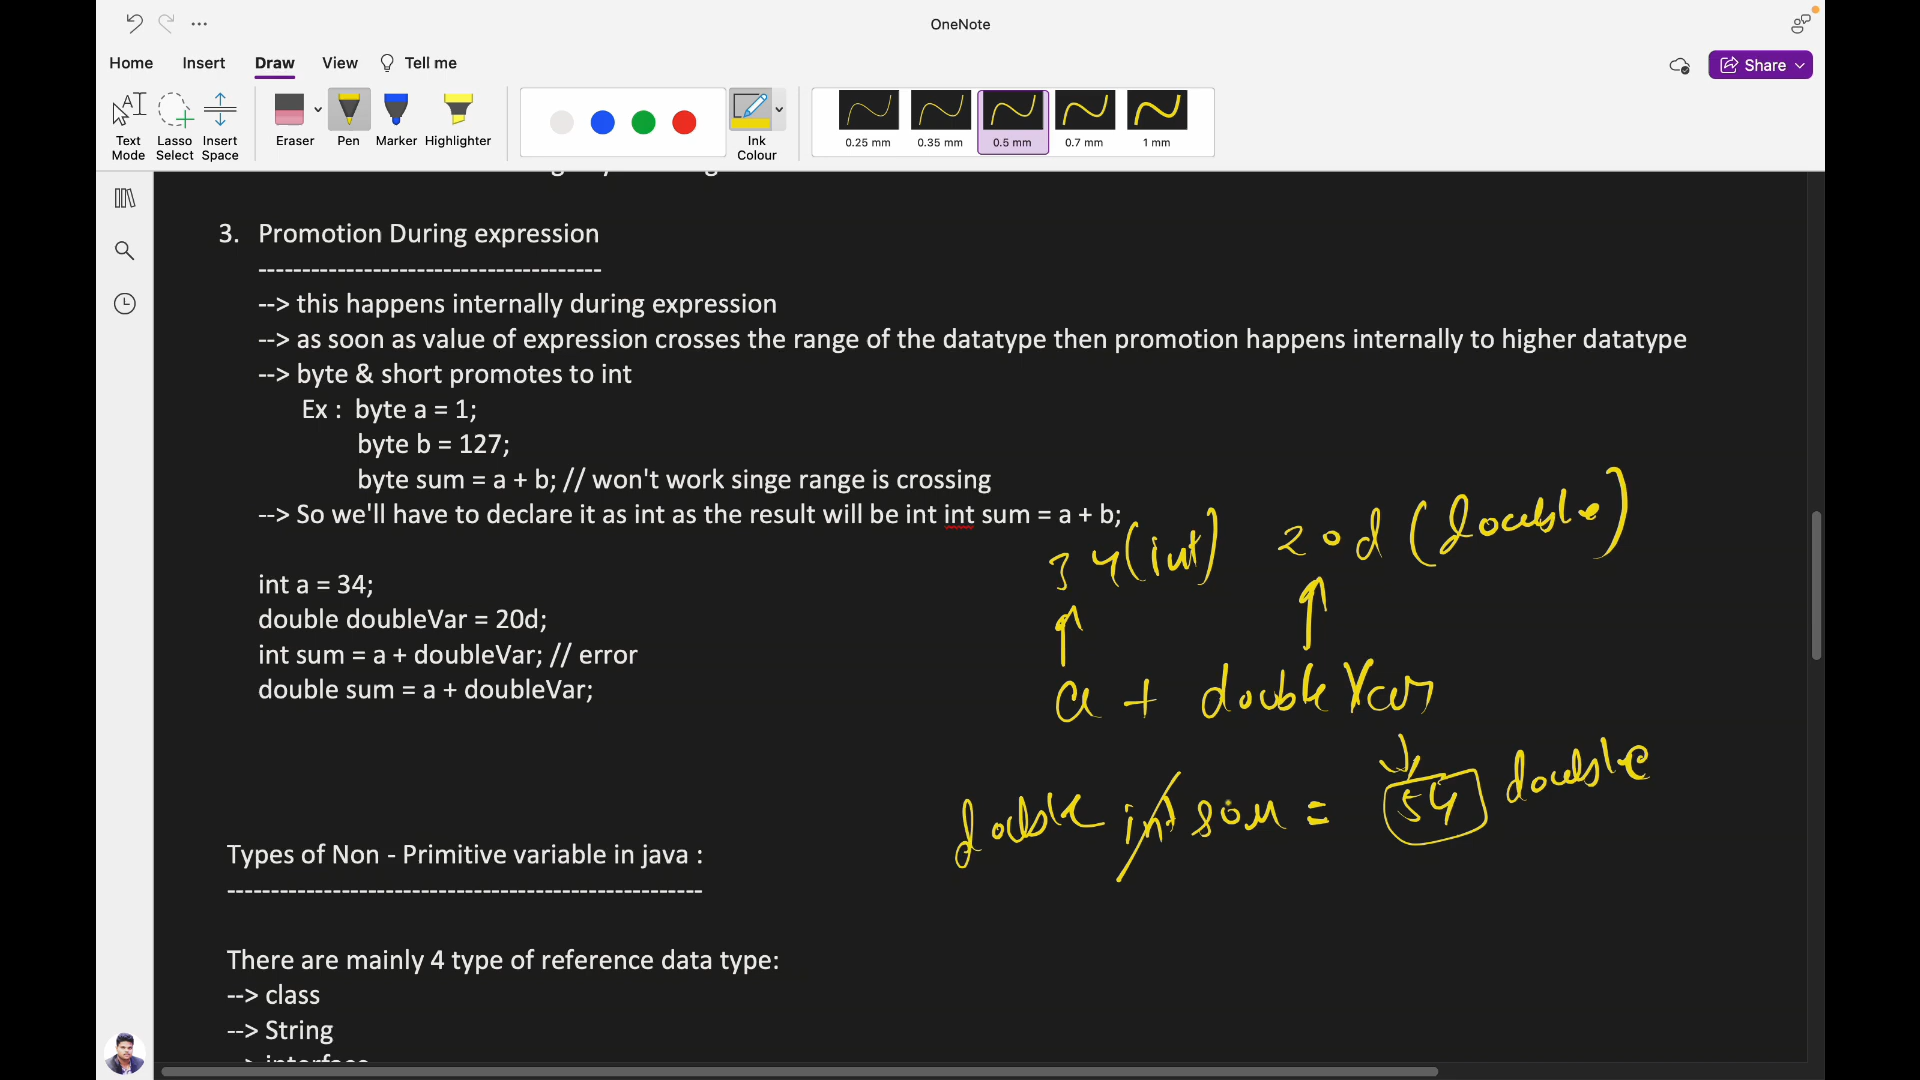 OneNote
Home Insert Draw View Tell me
Share
Text Mode
Lasso Select
Insert Space
Eraser
Pen
Marker
Highlighter
Ink Colour
0.25 mm
0.35 mm
0.5 mm
0.7 mm
1 mm
3. Promotion During expression
---------------------------------------
--> this happens internally during expression
--> as soon as value of expression crosses the range of the datatype then promotion happens internally to higher datatype
--> byte & short promotes to int
Ex : byte a = 1;
byte b = 127;
byte sum = a + b; // won't work singe range is crossing
--> So we'll have to declare it as int as the result will be int int sum = a + b;
34(int) 20d (double)
int a = 34;
double doubleVar = 20d;
int sum = a + doubleVar; // error
double sum = a + doubleVar;
a + doubleVar
double int sum = 54 double
Types of Non - Primitive variable in java :
------------------------------------------------------
There are mainly 4 type of reference data type:
--> class
--> String